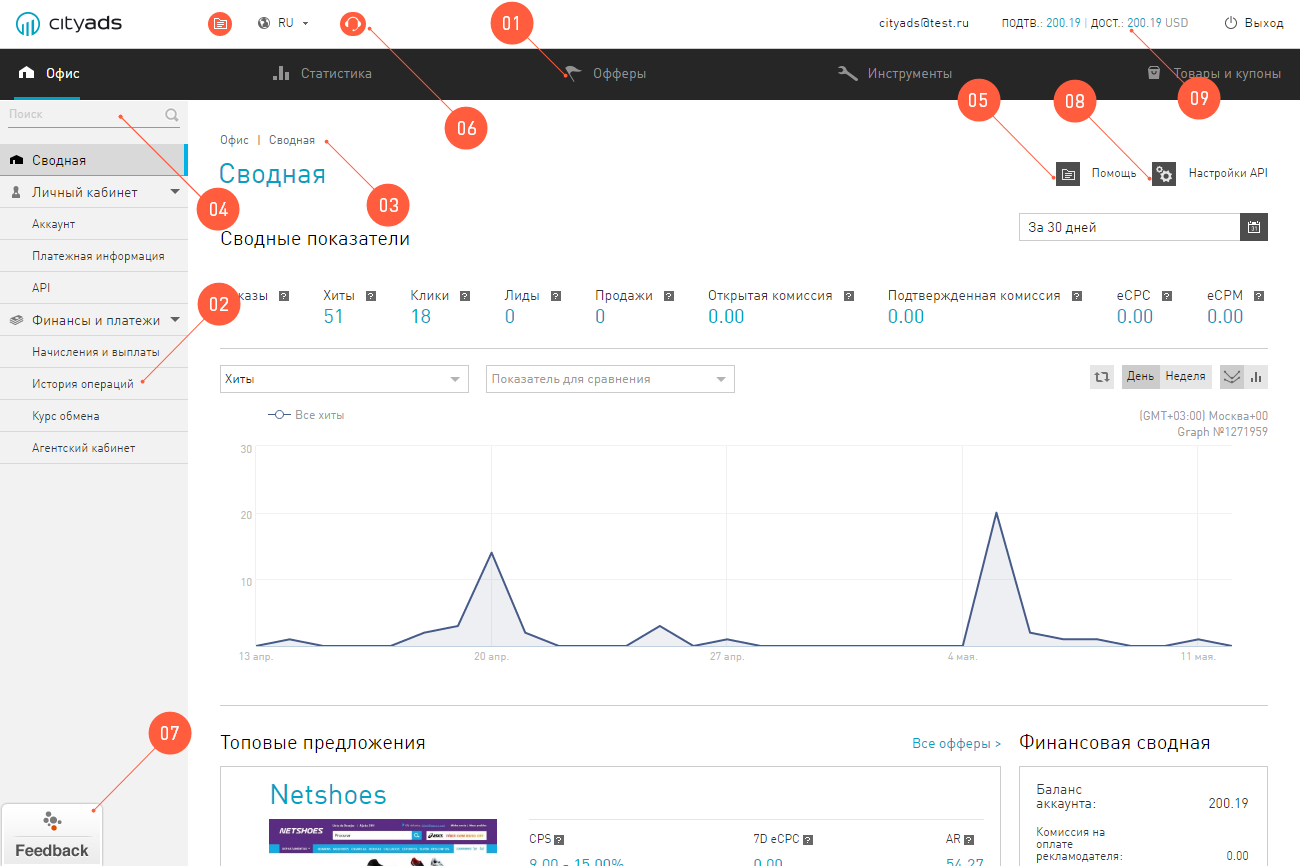 cityads
RU
01
cityads@test.ru
ПОДТВ.: 200.19 | ДОСТ.: 200.19 USD
Выход
Офис
Статистика
Офферы
Инструменты
Товары и купоны
06
05
08
09
Поиск
Сводная
Личный кабинет
Аккаунт
Платежная информация
API
Финансы и платежи
Начисления и выплаты
История операций
Курс обмена
Агентский кабинет
04
02
03
07
Feedback
Офис | Сводная
Сводная
Помощь
Настройки API
Сводные показатели
За 30 дней
31
казы ?
Хиты ?
51
Клики ?
18
Лиды ?
0
Продажи ?
0
Открытая комиссия ?
0.00
Подтвержденная комиссия ?
0.00
eCPC ?
0.00
eCPM ?
0.00
Хиты
Показатель для сравнения
День
Неделя
Все хиты
(GMT+03:00) Москва+00
Graph №1271959
30
20
10
13 апр.
20 апр.
27 апр.
4 мая.
11 мая.
Топовые предложения
Все офферы >
Финансовая сводная
Netshoes
NETSHOES
Procurar
asics
CPS ?
9.00 - 15.00%
7D eCPC ?
0.00
AR ?
54.27
Баланс
аккаунта:
200.19
Комиссия на
оплате
рекламодателя:
0.00